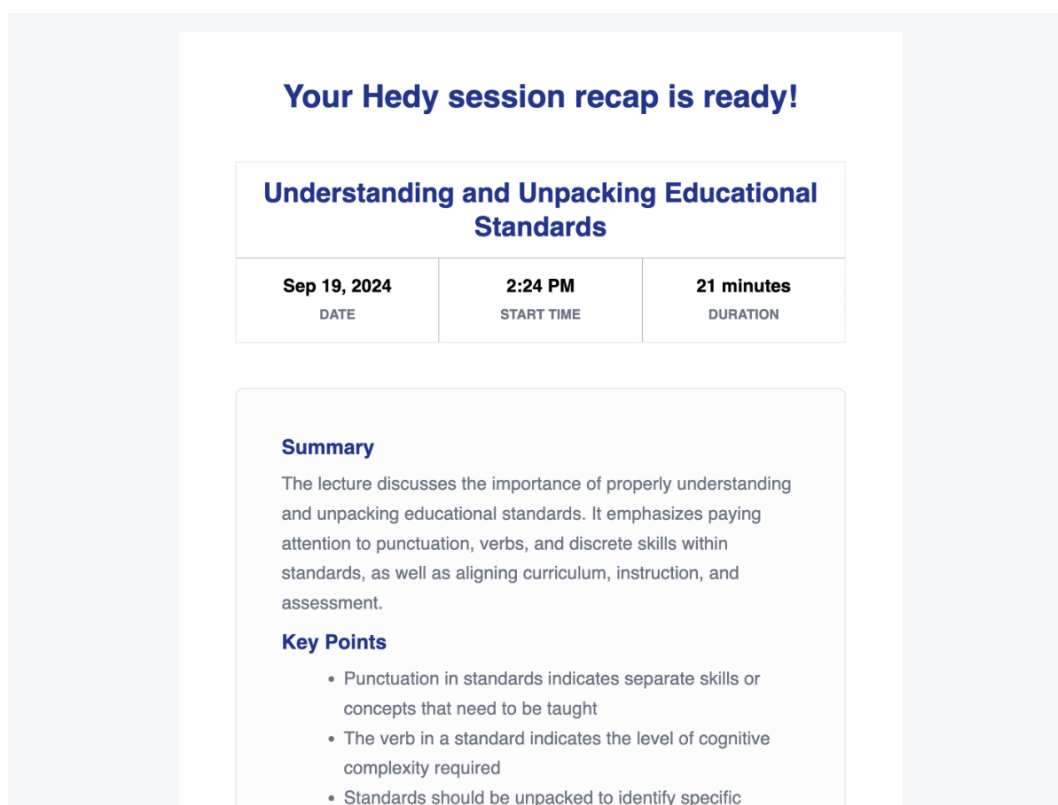 Your Hedy session recap is ready!
Understanding and Unpacking Educational
Standards
Sep 19, 2024
DATE
2:24 PM
START TIME
21 minutes
DURATION
Summary
The lecture discusses the importance of properly understanding
and unpacking educational standards. It emphasizes paying
attention to punctuation, verbs, and discrete skills within
standards, as well as aligning curriculum, instruction, and
assessment.
Key Points
• Punctuation in standards indicates separate skills or
concepts that need to be taught
• The verb in a standard indicates the level of cognitive
complexity required
• Standards should be unpacked to identify specific